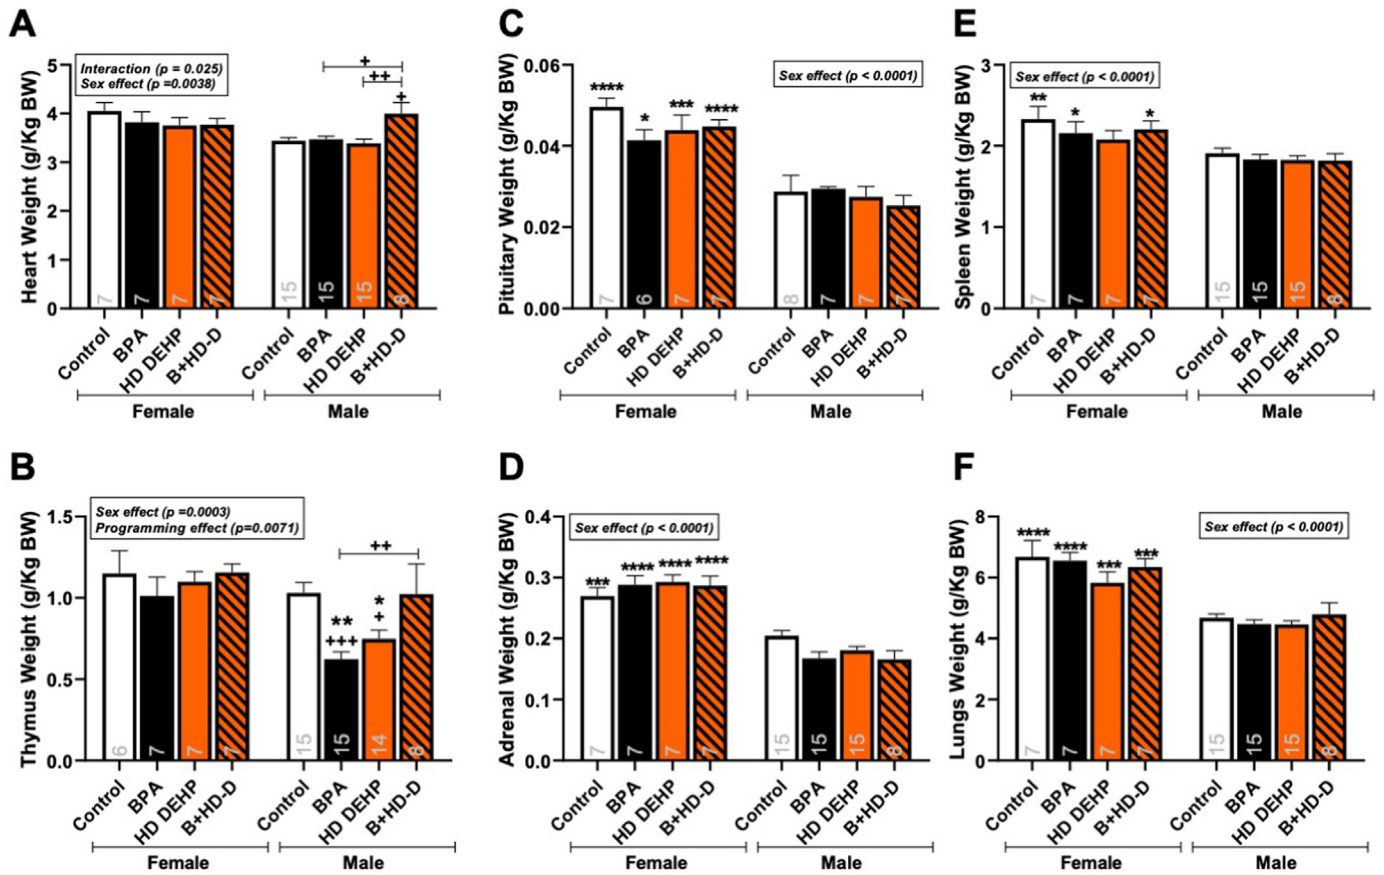 A
Heart Weight (g/Kg BW)
5
4
3
2
1
0
Interaction (p = 0.025)
Sex effect (p =0.0038)
+
++
+
7
7
7
7
15
15
15
8
Control
BPA
HD DEHP
B+HD-D
Control
BPA
HD DEHP
B+HD-D
Female
Male
C
Pituitary Weight (g/Kg BW)
0.06
0.04
0.02
0.00
Sex effect (p < 0.0001)
****
*
***
****
7
6
7
7
8
7
7
7
Control
BPA
HD DEHP
B+HD-D
Control
BPA
HD DEHP
B+HD-D
Female
Male
E
Spleen Weight (g/Kg BW)
3
2
1
0
Sex effect (p < 0.0001)
**
*
*
7
7
7
7
15
15
15
8
Control
BPA
HD DEHP
B+HD-D
Control
BPA
HD DEHP
B+HD-D
Female
Male
B
Thymus Weight (g/Kg BW)
1.5
1.0
0.5
0.0
Sex effect (p =0.0003)
Programming effect (p=0.0071)
++
**
+++
*
+
6
7
7
7
15
15
14
8
Control
BPA
HD DEHP
B+HD-D
Control
BPA
HD DEHP
B+HD-D
Female
Male
D
Adrenal Weight (g/Kg BW)
0.4
0.3
0.2
0.1
0.0
Sex effect (p < 0.0001)
***
****
****
****
7
7
7
7
15
15
15
8
Control
BPA
HD DEHP
B+HD-D
Control
BPA
HD DEHP
B+HD-D
Female
Male
F
Lungs Weight (g/Kg BW)
8
6
4
2
0
Sex effect (p < 0.0001)
****
****
***
***
7
7
7
7
15
15
15
8
Control
BPA
HD DEHP
B+HD-D
Control
BPA
HD DEHP
B+HD-D
Female
Male